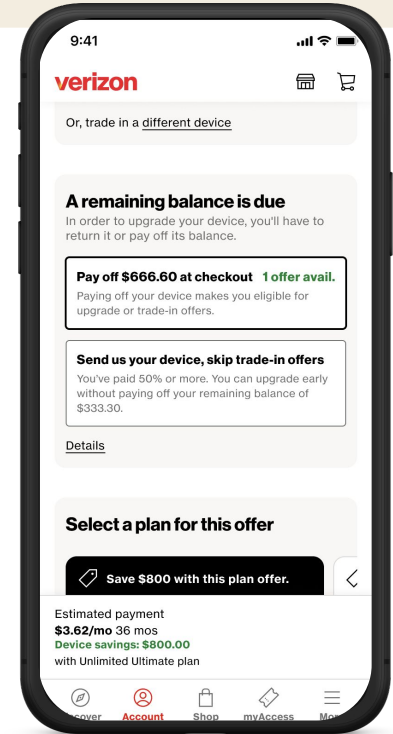 9:41
verizon
Or, trade in a different device
A remaining balance is due
In order to upgrade your device, you'll have to
return it or pay off its balance.
Pay off $666.60 at checkout 1 offer avail.
Paying off your device makes you eligible for
upgrade or trade-in offers.
Send us your device, skip trade-in offers
You've paid 50% or more. You can upgrade early
without paying off your remaining balance of
$333.30.
Details
Select a plan for this offer
Save $800 with this plan offer.
Estimated payment
$3.62/mo 36 mos
Device savings: $800.00
with Unlimited Ultimate plan
cover Account Shop myAccess Mor